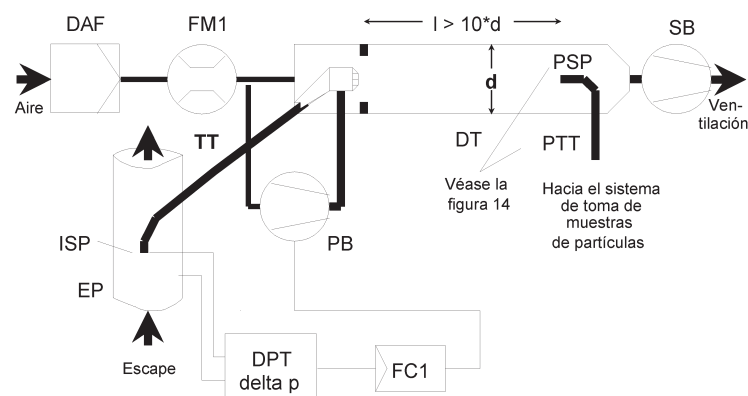 DAF
FM1
l > 10*d
SB
Aire
d
PSP
Ven-
tilación
TT
DT
PTT
Véase la
figura 14
Hacia el sistema
de toma de
muestras
de partículas
ISP
PB
EP
Escape
DPT
delta p
FC1